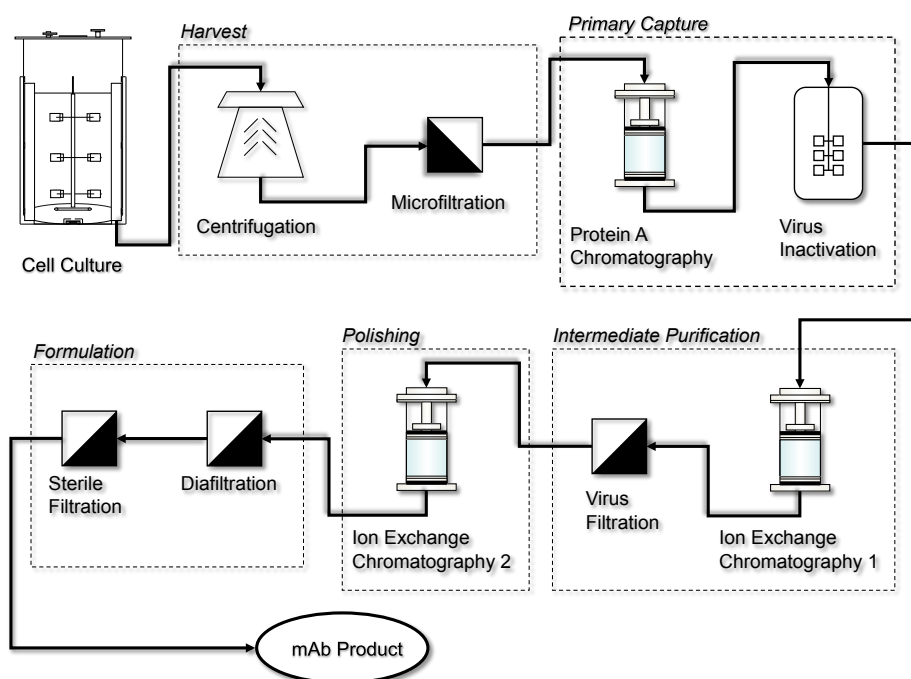 Harvest
Primary Capture
Cell Culture
Centrifugation
Microfiltration
Protein A
Chromatography
Virus
Inactivation
Formulation
Polishing
Intermediate Purification
Sterile
Filtration
Diafiltration
Ion Exchange
Chromatography 2
Virus
Filtration
Ion Exchange
Chromatography 1
mAb Product